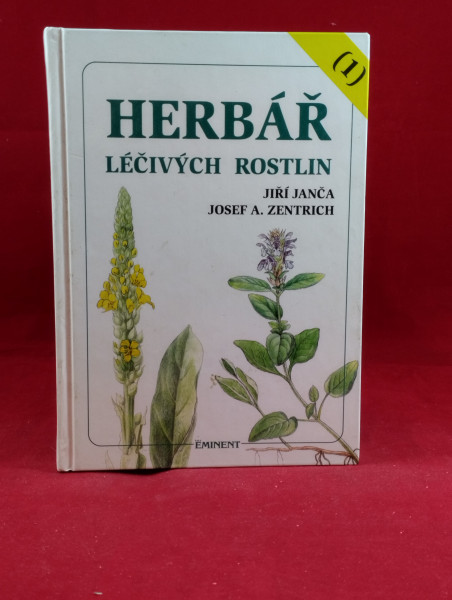 (1)
HERBÁŘ
LÉČIVÝCH ROSTLIN
JIŘÍ JANČA
JOSEF A. ZENTRICH
EMINENT